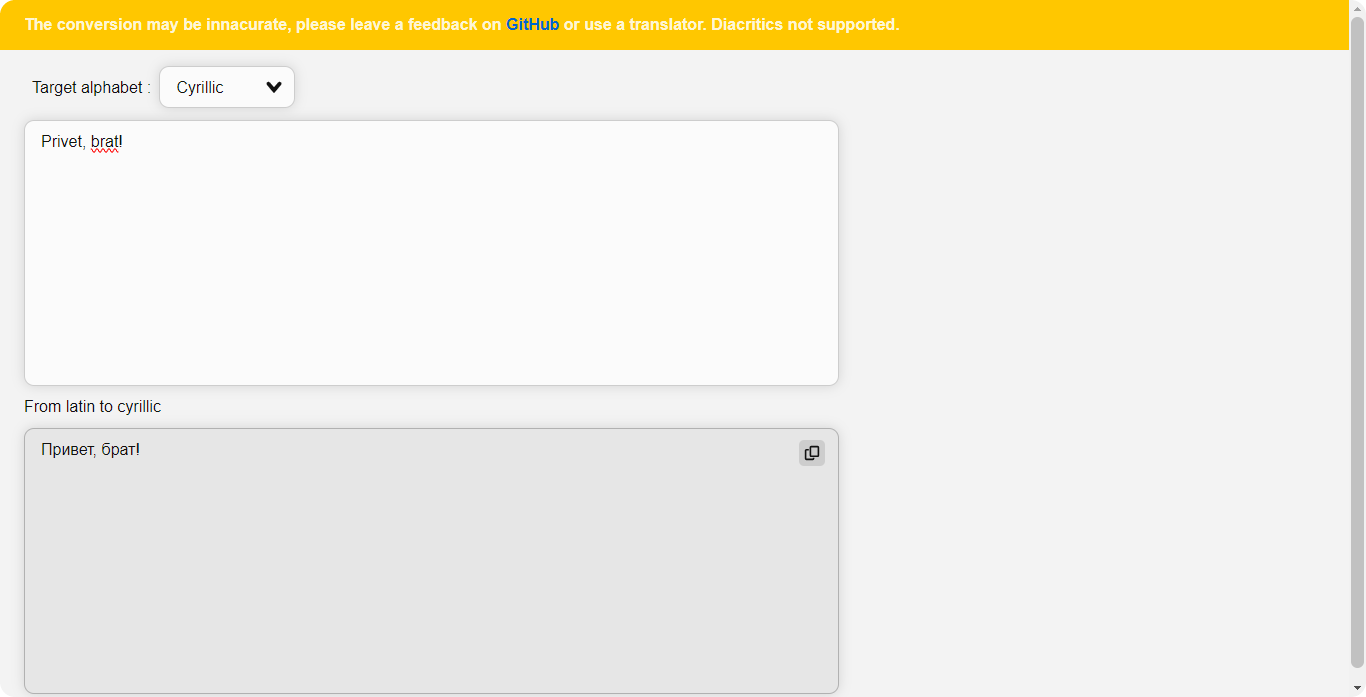 The conversion may be innacurate, please leave a feedback on GitHub or use a translator. Diacritics not supported.
Target alphabet : Cyrillic
Privet, brat!
From latin to cyrillic
Привет, брат!